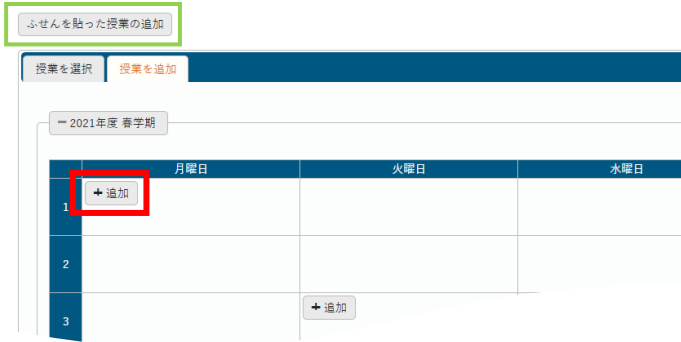 ふせんを貼った授業の追加
授業を選択 授業を追加
2021年度 春学期
月曜日 火曜日 水曜日
1 追加
2
3 追加